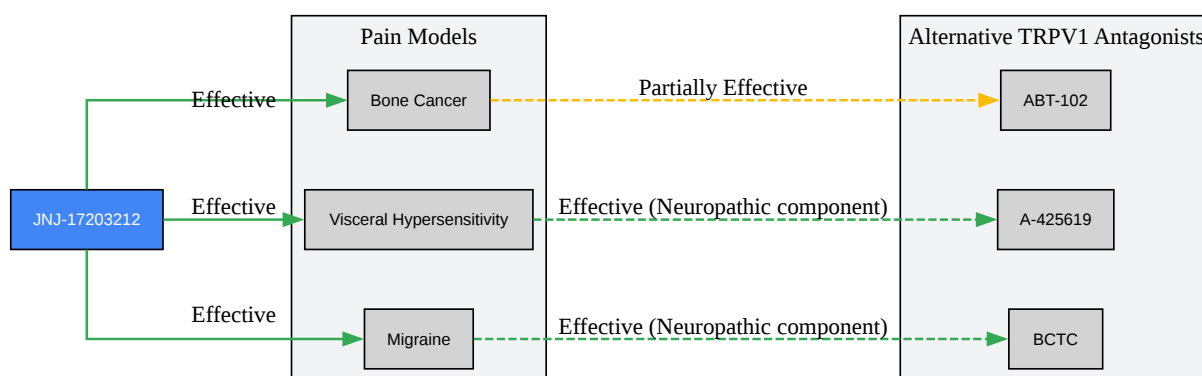 Pain Models
Alternative TRPV1 Antagonists
Effective
Bone Cancer
Partially Effective
ABT-102
JNJ-17203212
Effective
Visceral Hypersensitivity
Effective (Neuropathic component)
A-425619
Effective
Migraine
Effective (Neuropathic component)
BCTC